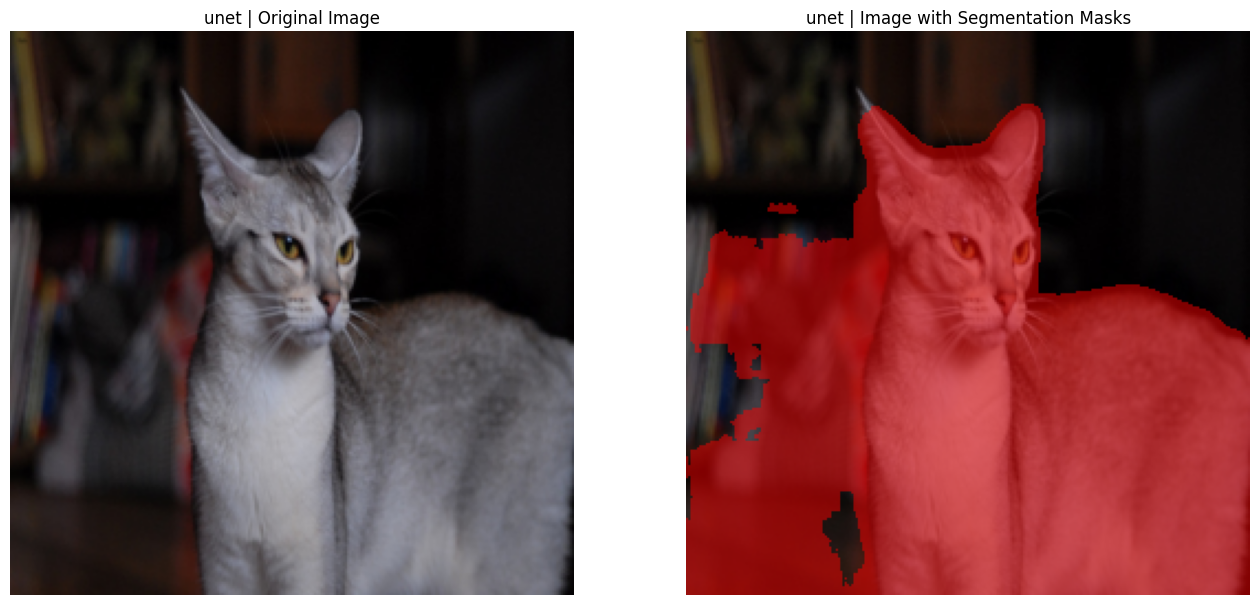 unet | Original Image
unet | Image with Segmentation Masks